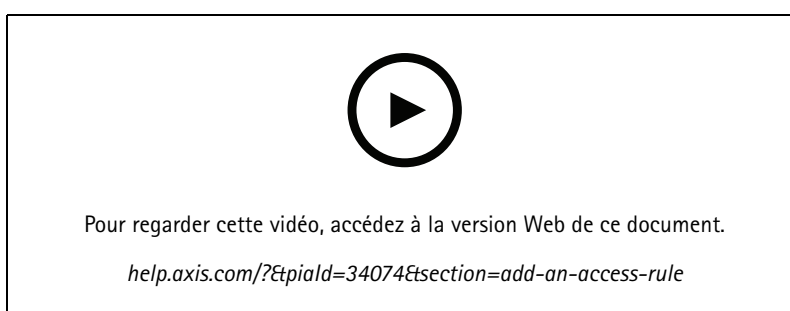 Pour regarder cette vidéo, accédez à la version Web de ce document.
help.axis.com/?&piaId=34074&section=add-an-access-rule